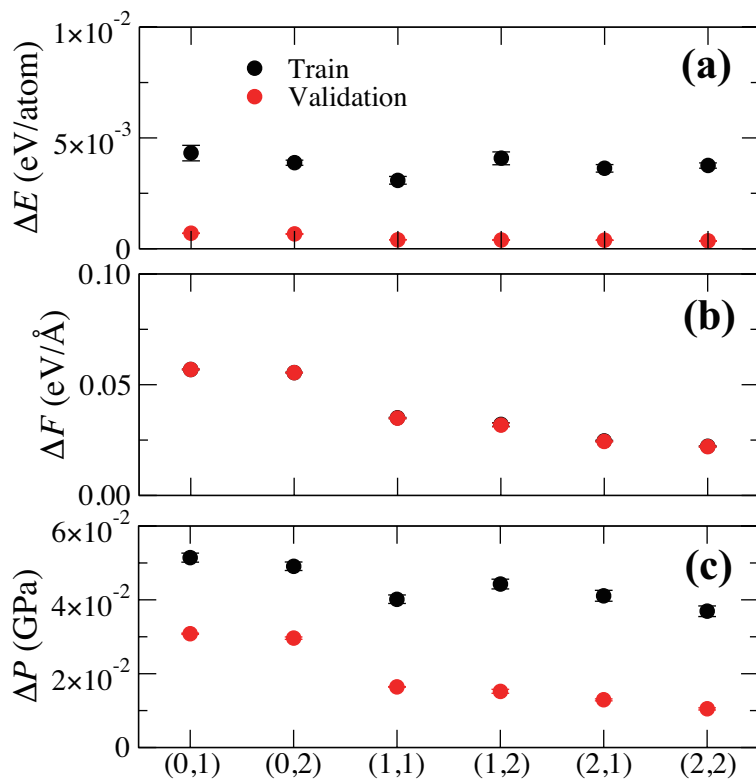 1×10⁻²
(a)
Train
Validation
5×10⁻³
0
ΔE (eV/atom)
0.10
(b)
0.05
0.00
ΔF (eV/Å)
6×10⁻²
(c)
4×10⁻²
2×10⁻²
0
ΔP (GPa)
(0,1) (0,2) (1,1) (1,2) (2,1) (2,2)